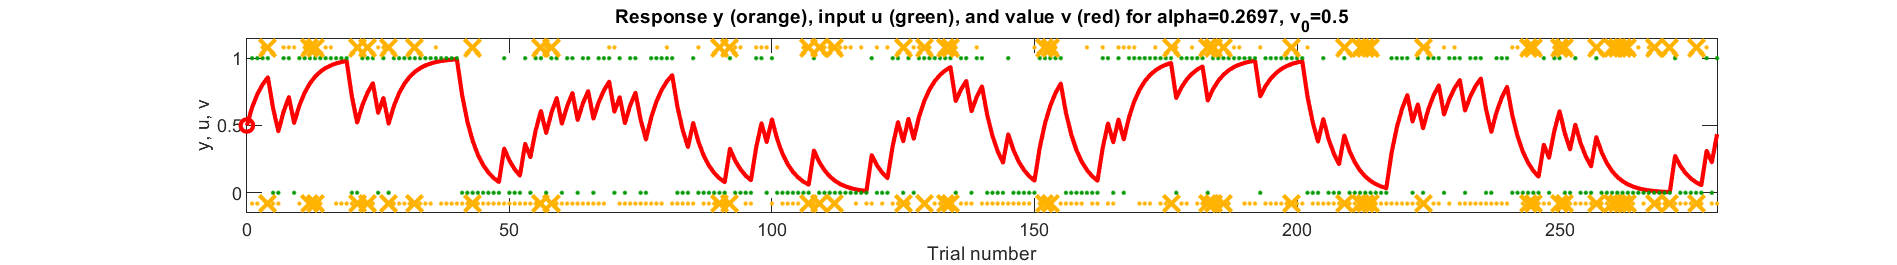 Response y (orange), input u (green), and value v (red) for alpha=0.2697, v₀=0.5
y, u, v
1
0.5
0
0 50 100 150 200 250
Trial number